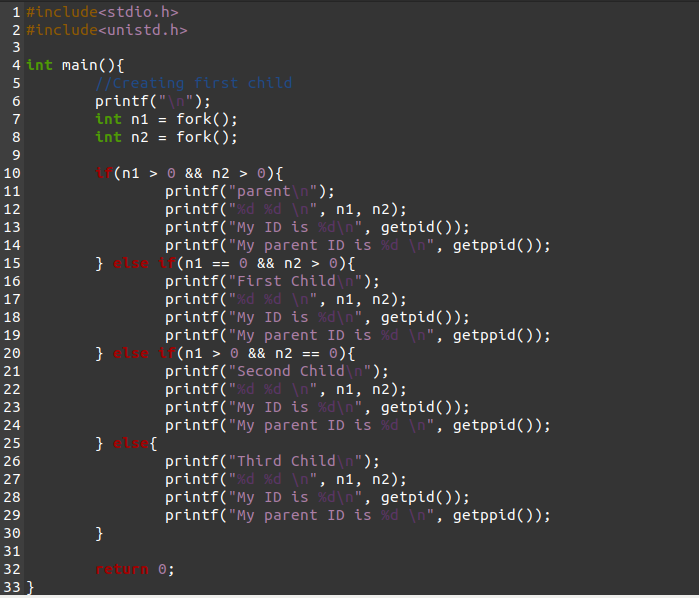 1 #include<stdio.h>
2 #include<unistd.h>
3
4 int main(){
5 //Creating first child
6 printf("\n");
7 int n1 = fork();
8 int n2 = fork();
9
10 if(n1 > 0 && n2 > 0){
11 printf("parent\n");
12 printf("%d %d \n", n1, n2);
13 printf("My ID is %d\n", getpid());
14 printf("My parent ID is %d \n", getppid());
15 } else if(n1 == 0 && n2 > 0){
16 printf("First Child\n");
17 printf("%d %d \n", n1, n2);
18 printf("My ID is %d\n", getpid());
19 printf("My parent ID is %d \n", getppid());
20 } else if(n1 > 0 && n2 == 0){
21 printf("Second Child\n");
22 printf("%d %d \n", n1, n2);
23 printf("My ID is %d\n", getpid());
24 printf("My parent ID is %d \n", getppid());
25 } else{
26 printf("Third Child\n");
27 printf("%d %d \n", n1, n2);
28 printf("My ID is %d\n", getpid());
29 printf("My parent ID is %d \n", getppid());
30 }
31
32 return 0;
33 }